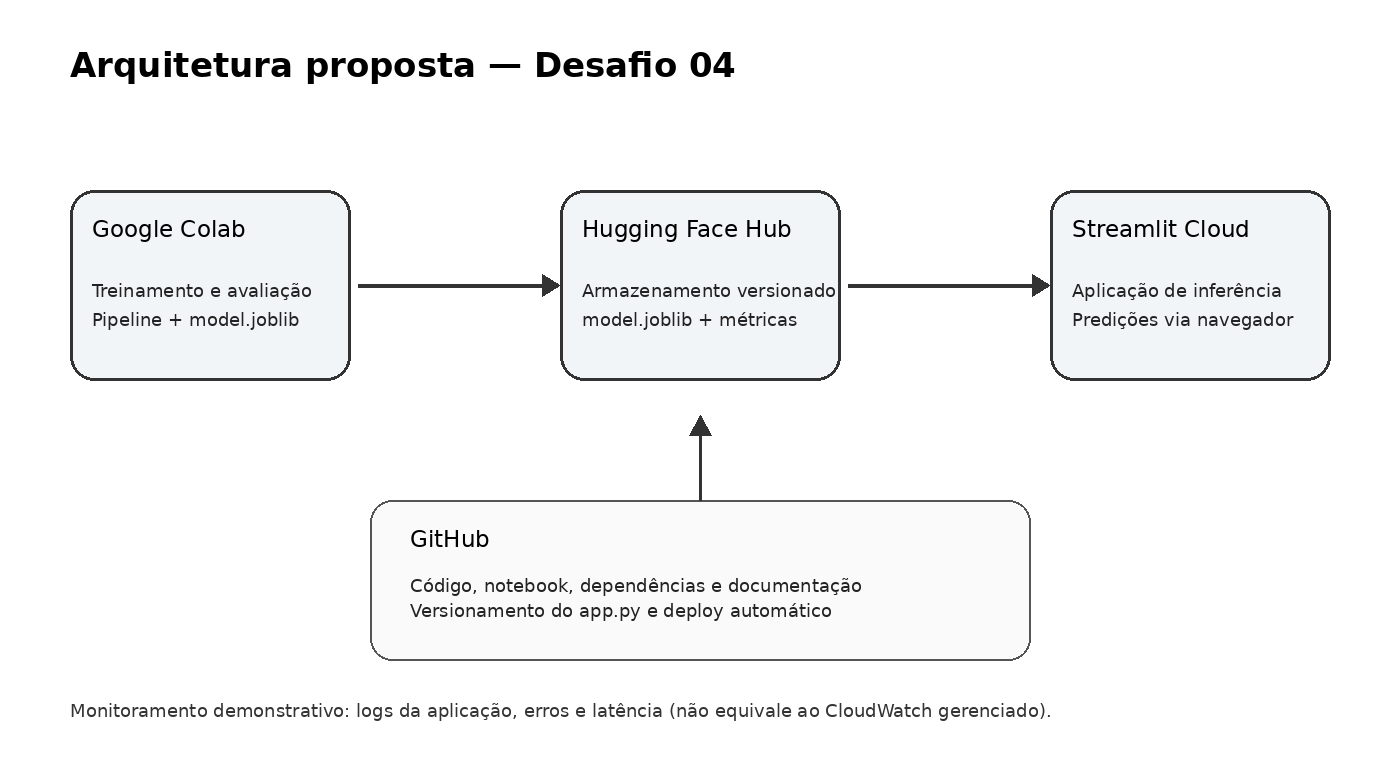 Arquitetura proposta — Desafio 04
Google Colab
Treinamento e avaliação
Pipeline + model.joblib
Hugging Face Hub
Armazenamento versionado
model.joblib + métricas
Streamlit Cloud
Aplicação de inferência
Predições via navegador
GitHub
Código, notebook, dependências e documentação
Versionamento do app.py e deploy automático
Monitoramento demonstrativo: logs da aplicação, erros e latência (não equivale ao CloudWatch gerenciado).